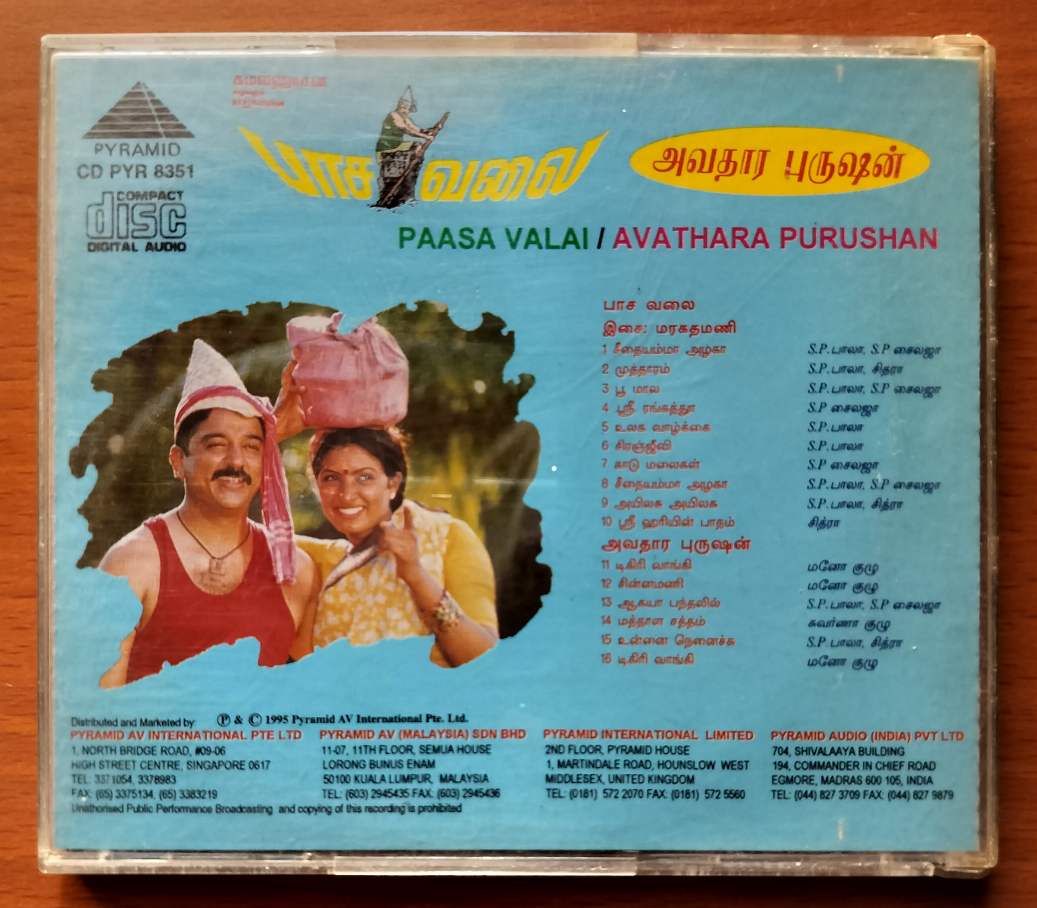 PYRAMID
CD PYR 8351
COMPACT
disc
DIGITAL AUDIO
பாச வலை
அவதார புருஷன்
PAASA VALAI / AVATHARA PURUSHAN
பாச வலை
இசை: மரகதமணி
1 சீதையம்மா அழகா S.P.பாலா, S.P சைலஜா
2 முத்தாரம் S.P.பாலா, சித்ரா
3 பூ மால S.P.பாலா, S.P சைலஜா
4 ஸ்ரீ ரங்கத்தூ S.P சைலஜா
5 உலக வாழ்க்கை S.P.பாலா
6 சிரஞ்ஜீவி S.P.பாலா
7 காடு மலைகள் S.P சைலஜா
8 சீதையம்மா அழகா S.P.பாலா, S.P சைலஜா
9 அயிலக அயிலக S.P.பாலா, சித்ரா
10 ஸ்ரீ ஹரியின் பாதம் சித்ரா
அவதார புருஷன்
11 டிகிரி வாங்கி மனோ குழு
12 சின்னமணி மனோ குழு
13 ஆகயா பந்தலில் S.P.பாலா, S.P சைலஜா
14 மத்தாள சத்தம் சுவர்ணா குழு
15 உன்னை நெனைச்சு S.P.பாலா, சித்ரா
16 டிகிரி வாங்கி மனோ குழு
Distributed and Marketed by: Ⓟ & © 1995 Pyramid AV International Pte. Ltd.
PYRAMID AV INTERNATIONAL PTE LTD
1, NORTH BRIDGE ROAD, #09-06
HIGH STREET CENTRE, SINGAPORE 0617
TEL: 3371054, 3378983
FAX: (65) 3375134, (65) 3383219
PYRAMID AV (MALAYSIA) SDN BHD
11-07, 11TH FLOOR, SEMUA HOUSE
LORONG BUNUS ENAM
50100 KUALA LUMPUR, MALAYSIA
TEL: (603) 2945435 FAX: (603) 2945436
PYRAMID INTERNATIONAL LIMITED
2ND FLOOR, PYRAMID HOUSE
1, MARTINDALE ROAD, HOUNSLOW WEST
MIDDLESEX, UNITED KINGDOM
TEL: (0181) 572 2070 FAX: (0181) 572 5560
PYRAMID AUDIO (INDIA) PVT LTD
704, SHIVALAAYA BUILDING
194, COMMANDER IN CHIEF ROAD
EGMORE, MADRAS 600 105, INDIA
TEL: (044) 827 3709 FAX: (044) 827 9879
Unathorised Public Performance Broadcasting and copying of this recording is prohibited